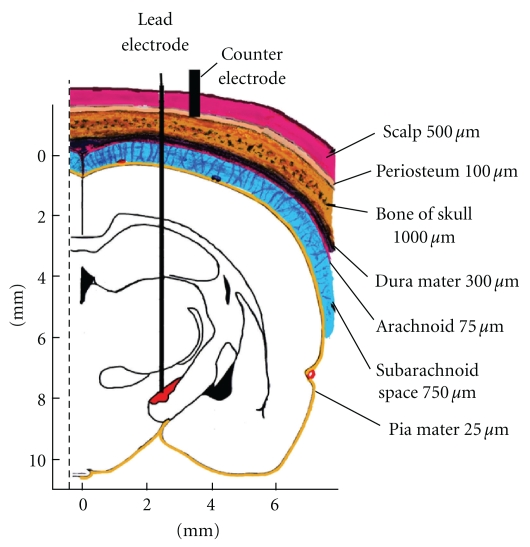 Lead
electrode
Counter
electrode
Scalp 500 μm
Periosteum 100 μm
Bone of skull
1000 μm
Dura mater 300 μm
Arachnoid 75 μm
Subarachnoid
space 750 μm
Pia mater 25 μm
0
2
4
6
8
10
(mm)
0
2
4
6
(mm)